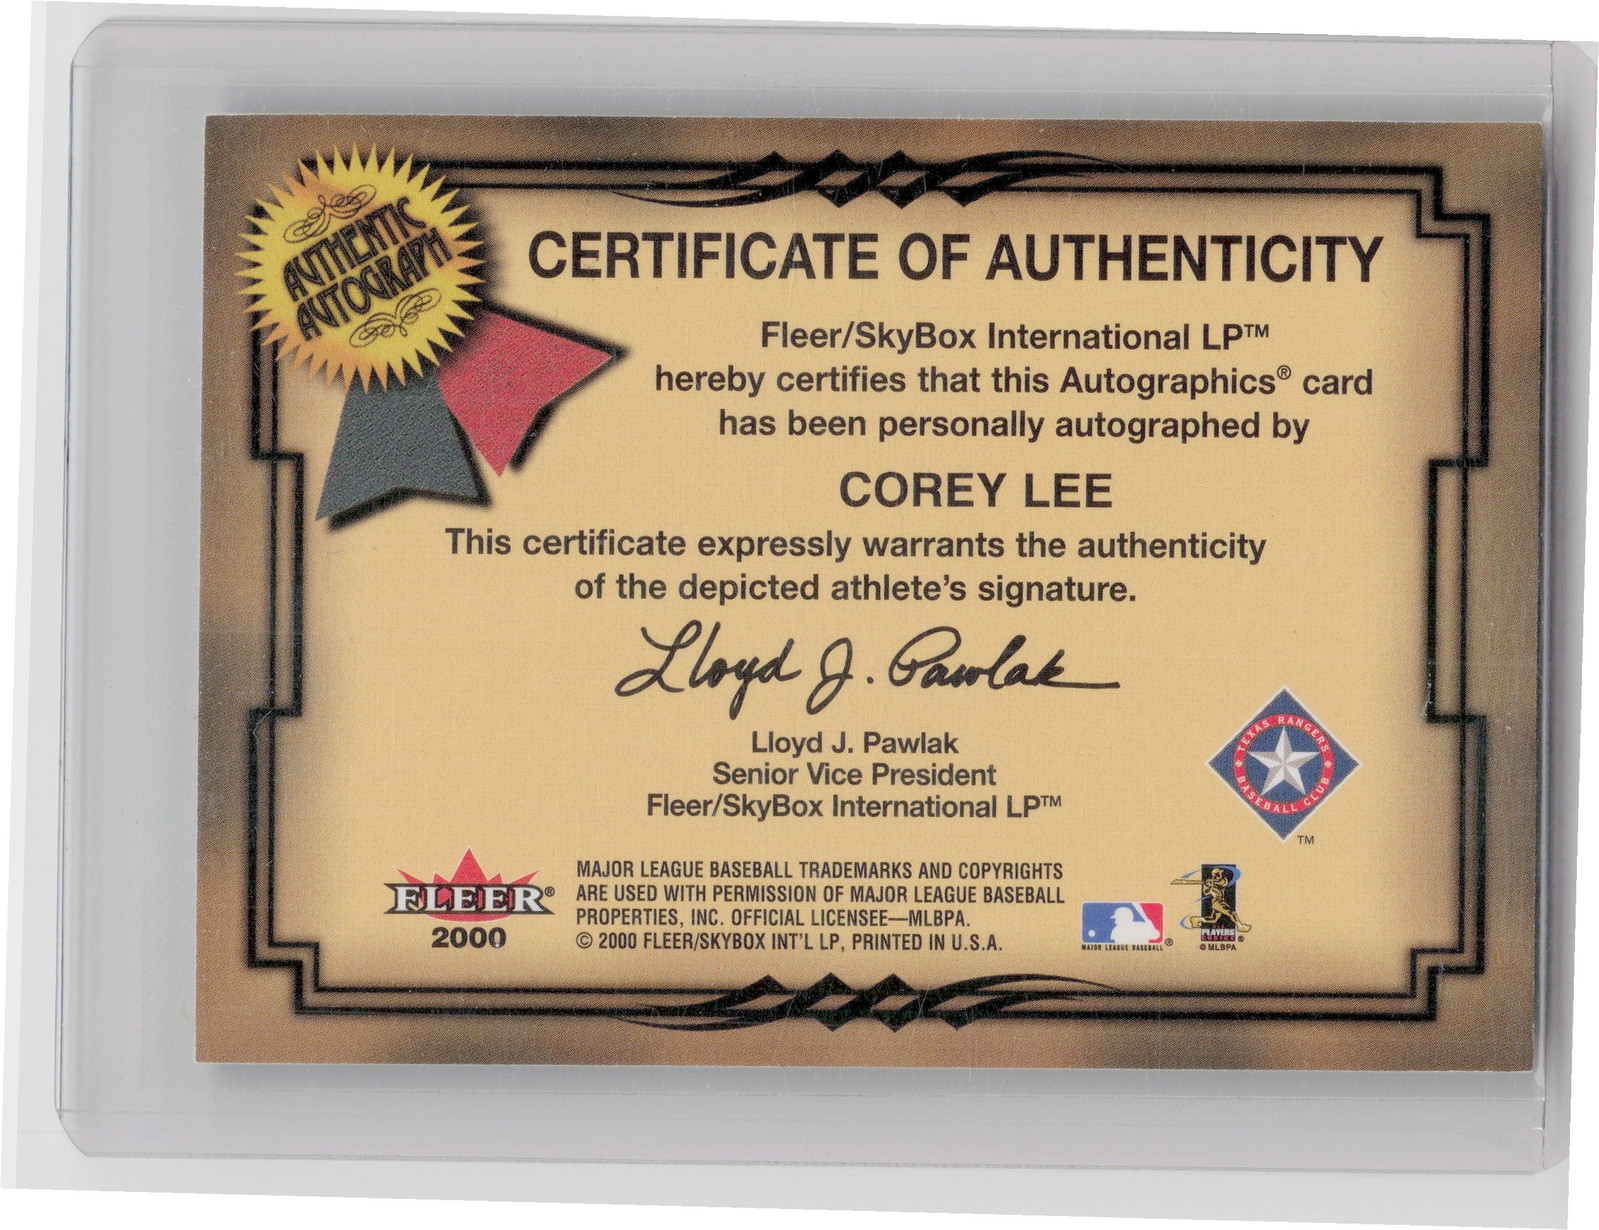 AUTHENTIC
AUTOGRAPH
CERTIFICATE OF AUTHENTICITY
Fleer/SkyBox International LP™
hereby certifies that this Autographics® card
has been personally autographed by
COREY LEE
This certificate expressly warrants the authenticity
of the depicted athlete's signature.
Lloyd J. Pawlak
Lloyd J. Pawlak
Senior Vice President
Fleer/SkyBox International LP™
TEXAS RANGERS
BASEBALL CLUB
TM
FLEER®
2000
MAJOR LEAGUE BASEBALL TRADEMARKS AND COPYRIGHTS
ARE USED WITH PERMISSION OF MAJOR LEAGUE BASEBALL
PROPERTIES, INC. OFFICIAL LICENSEE—MLBPA.
© 2000 FLEER/SKYBOX INT'L LP, PRINTED IN U.S.A.
MAJOR LEAGUE BASEBALL®
PLAYERS
CHOICE®
© MLBPA